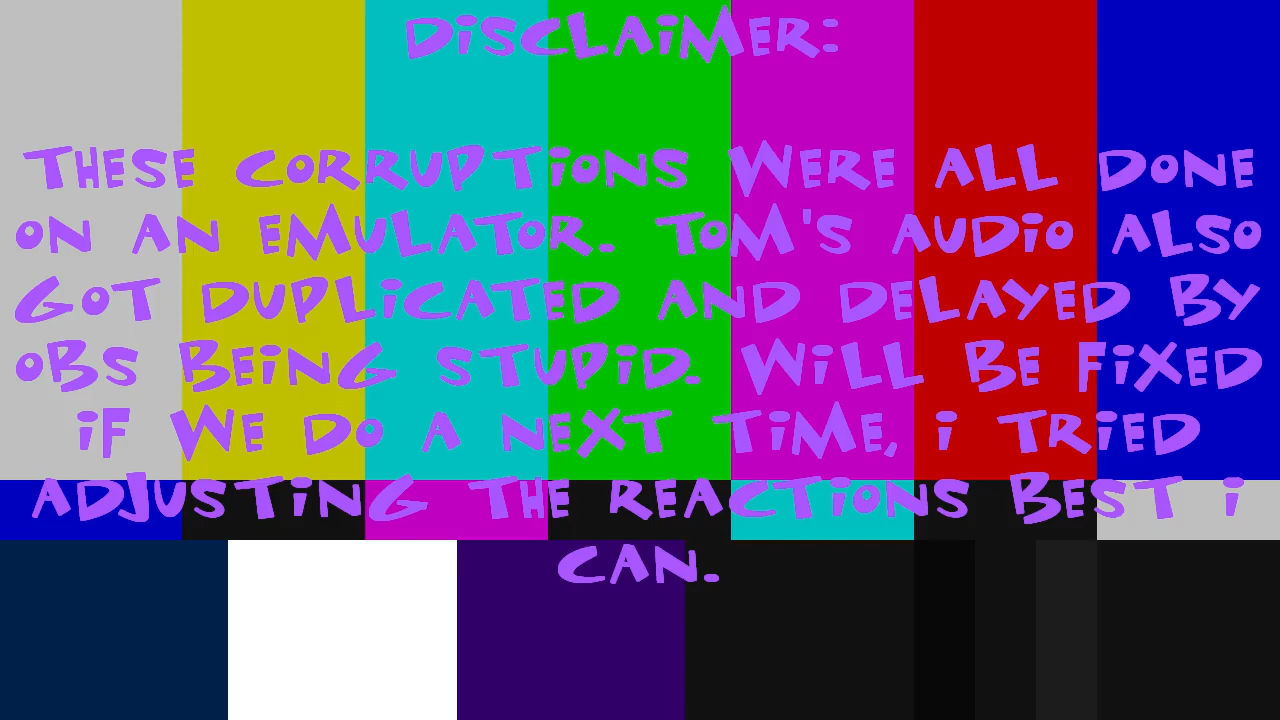 DiSCLAiMER:
THESE CORRUPTiONS WERE ALL DONE
ON AN EMULATOR. TOM'S AUDiO ALSO
GOT DUPLiCATED AND DELAYED BY
OBS BEiNG STUPiD. WiLL BE FiXED
iF WE DO A NEXT TiME, i TRiED
ADJUSTiNG THE REACTiONS BEST i
CAN.